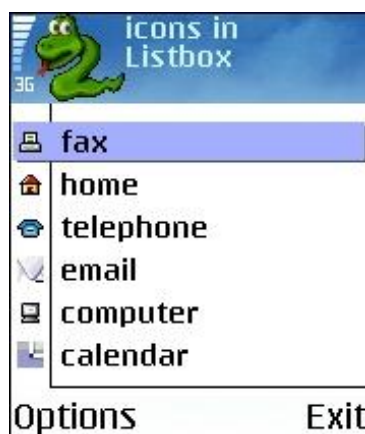 icons in
Listbox
3G
fax
home
telephone
email
computer
calendar
Options Exit